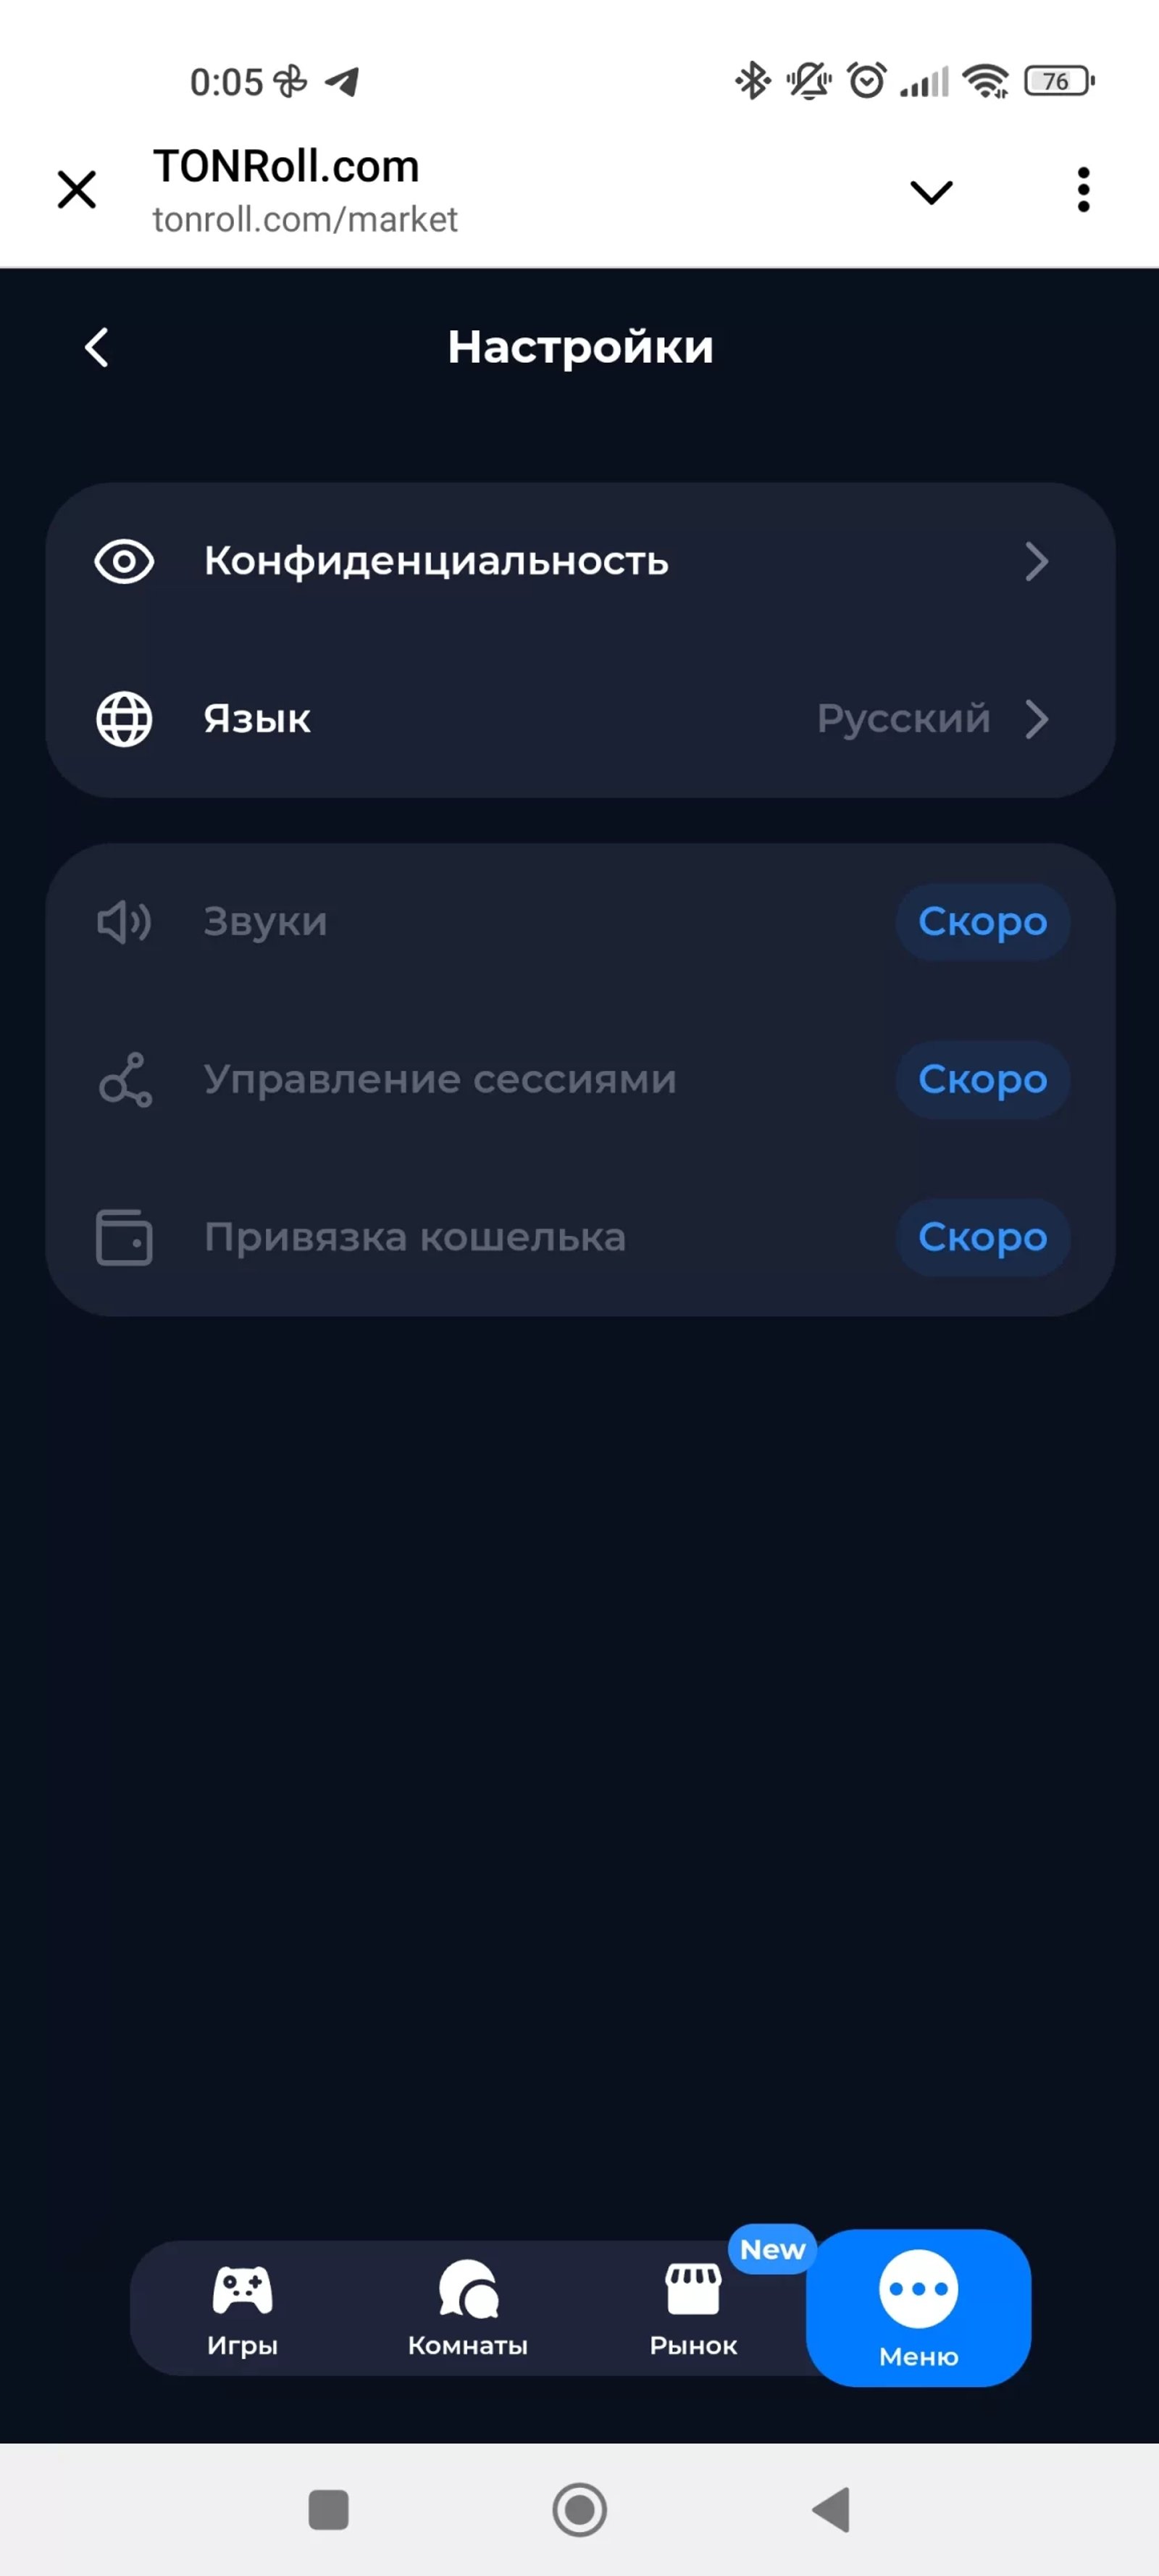 0:05
76
TONRoll.com
tonroll.com/market
Настройки
Конфиденциальность
Язык Русский
Звуки Скоро
Управление сессиями Скоро
Привязка кошелька Скоро
New
Игры Комнаты Рынок Меню